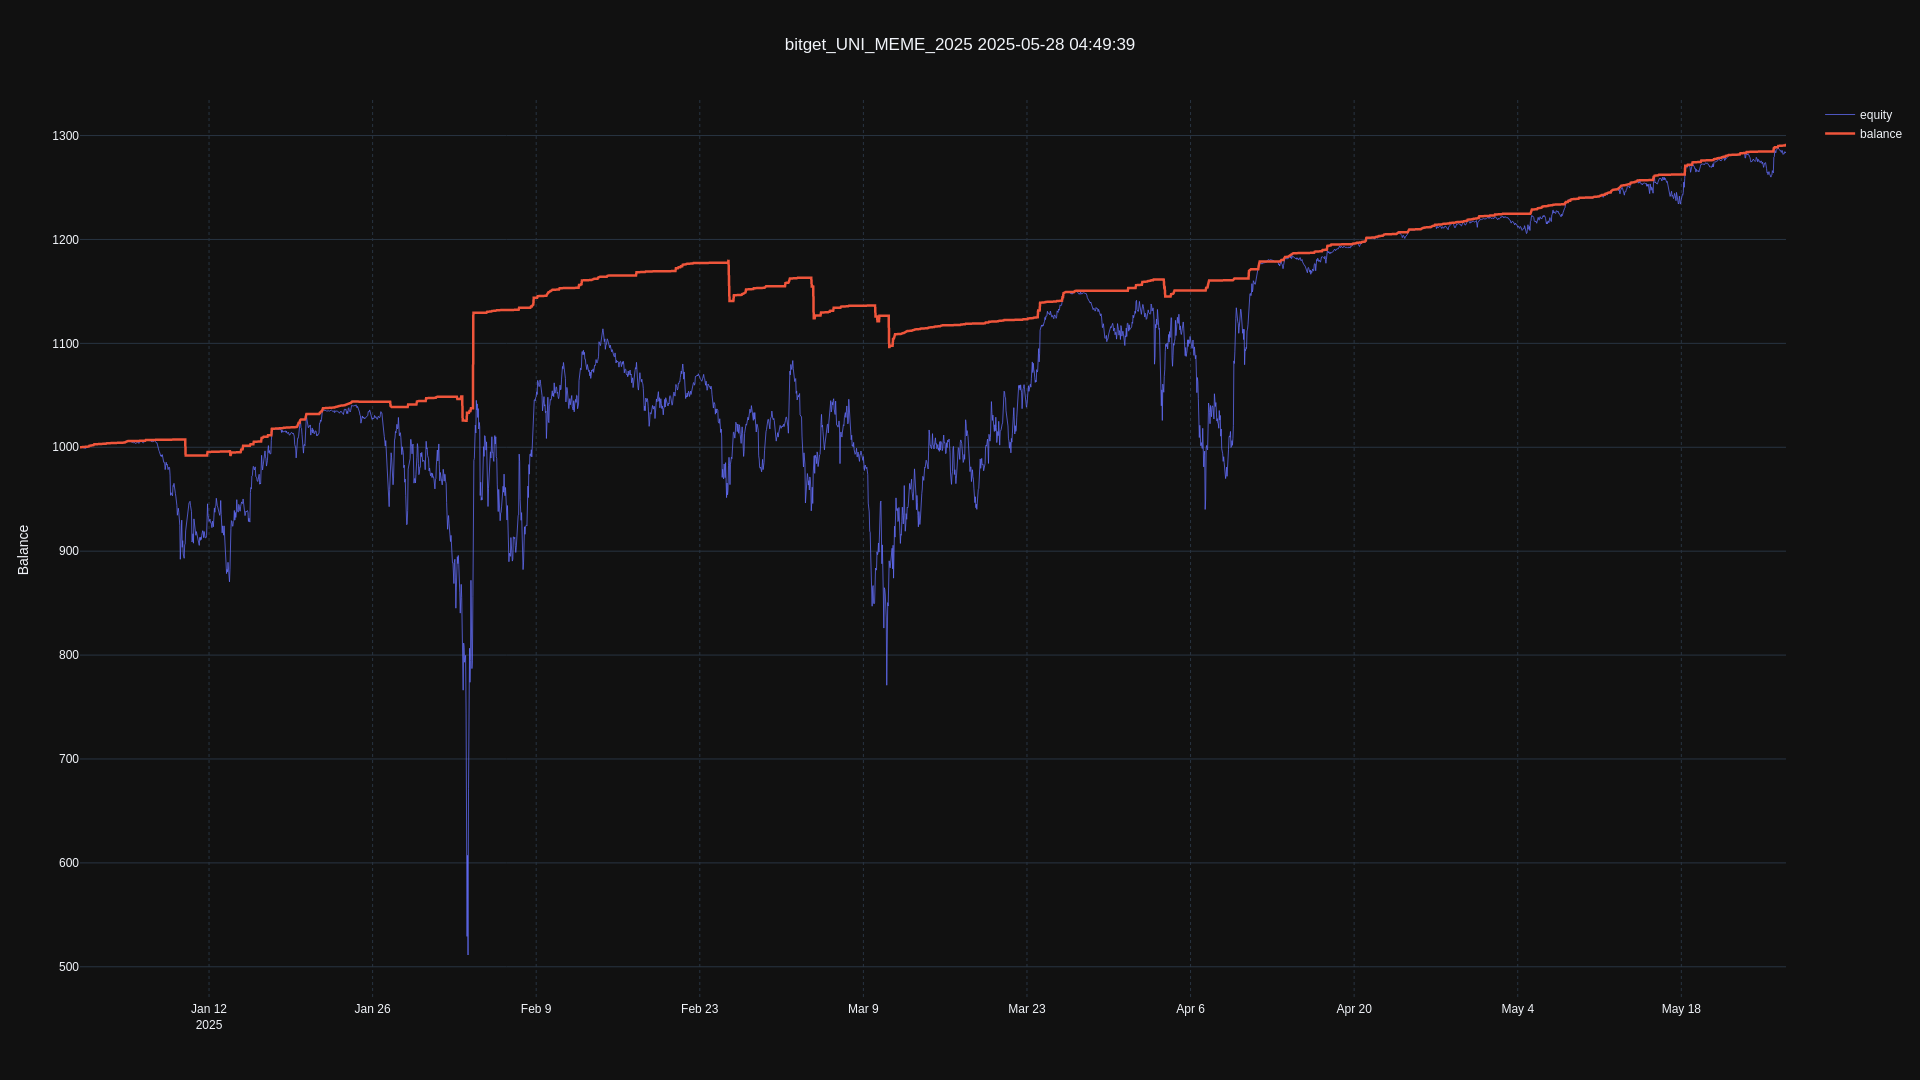 bitget_UNI_MEME_2025 2025-05-28 04:49:39
equity
balance
1300
1200
1100
1000
900
800
700
600
500
Balance
Jan 12
2025
Jan 26
Feb 9
Feb 23
Mar 9
Mar 23
Apr 6
Apr 20
May 4
May 18